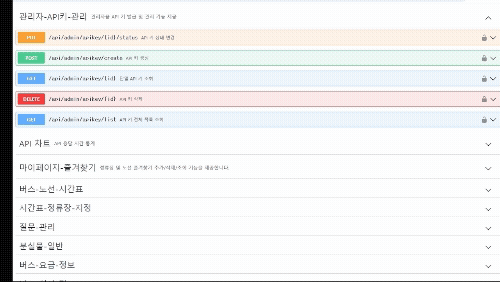 관리자-API키-관리 관리자용 API 키 발급 및 관리 기능 제공
PUT /api/admin/apikey/{id}/status API 키 상태 변경
POST /api/admin/apikey/create API 키 생성
GET /api/admin/apikey/{id} 단일 API 키 조회
DELETE /api/admin/apikey/{id} API 키 삭제
GET /api/admin/apikey/list API 키 전체 목록 조회
API 차트 API 응답 시간 통계
마이페이지-즐겨찾기 정류장 및 노선 즐겨찾기 추가/삭제/조회 기능을 제공합니다.
버스-노선-시간표
시간표-정류장-지정
질문-관리
분실물-일반
버스-요금-정보